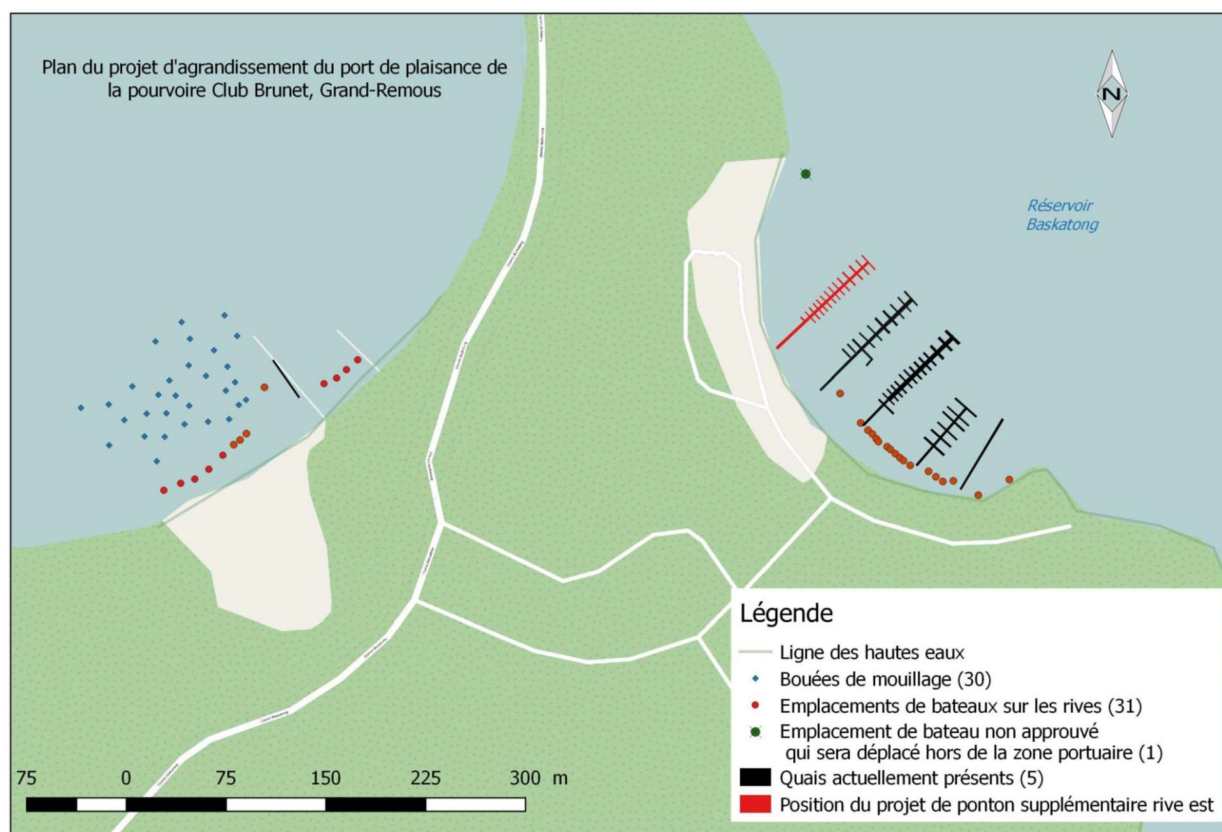 Plan du projet d'agrandissement du port de plaisance de
la pourvoire Club Brunet, Grand-Remous
N
Réservoir
Baskatong
Légende
Ligne des hautes eaux
Bouées de mouillage (30)
Emplacements de bateaux sur les rives (31)
Emplacement de bateau non approuvé
qui sera déplacé hors de la zone portuaire (1)
Quais actuellement présents (5)
Position du projet de ponton supplémentaire rive est
75 0 75 150 225 300 m